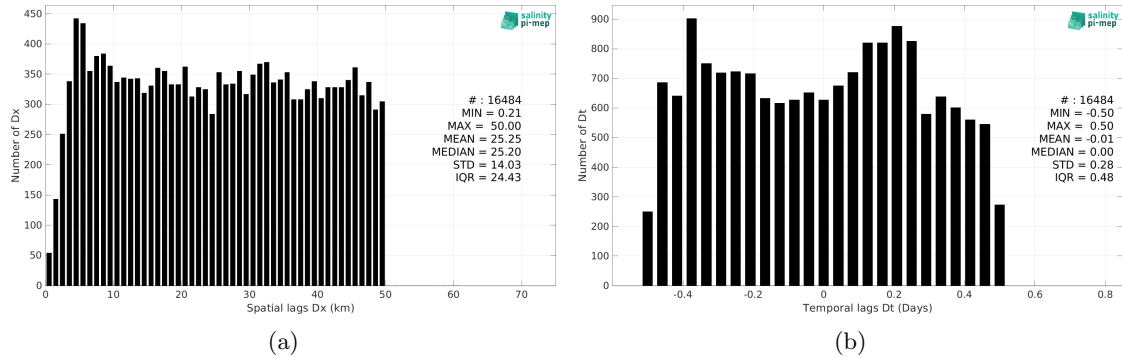 450
400
350
300
250
200
150
100
50
0
Number of Dx
0
10
20
30
40
50
60
70
Spatial lags Dx (km)
salinity
pi-mep
# : 16484
MIN = 0.21
MAX = 50.00
MEAN = 25.25
MEDIAN = 25.20
STD = 14.03
IQR = 24.43
(a)
900
800
700
600
500
400
300
200
100
0
Number of Dt
-0.4
-0.2
0
0.2
0.4
0.6
0.8
Temporal lags Dt (Days)
salinity
pi-mep
# : 16484
MIN = -0.50
MAX = 0.50
MEAN = -0.01
MEDIAN = 0.00
STD = 0.28
IQR = 0.48
(b)